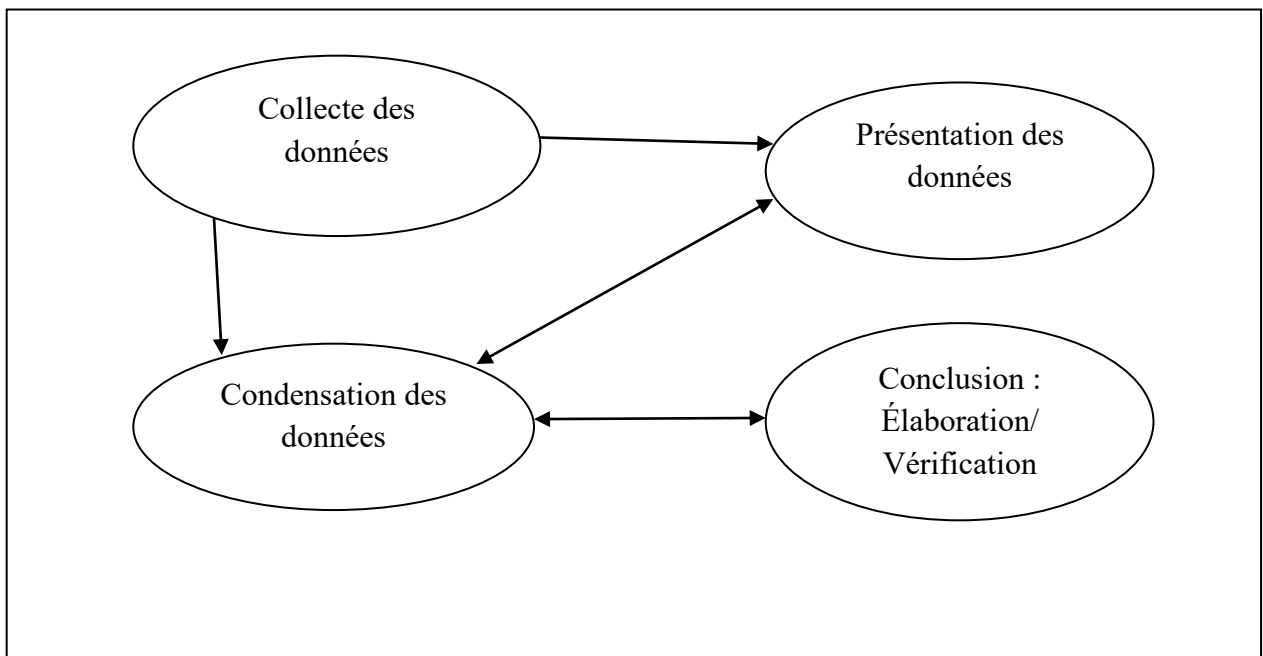 Collecte des
données
Présentation des
données
Condensation des
données
Conclusion :
Élaboration/
Vérification